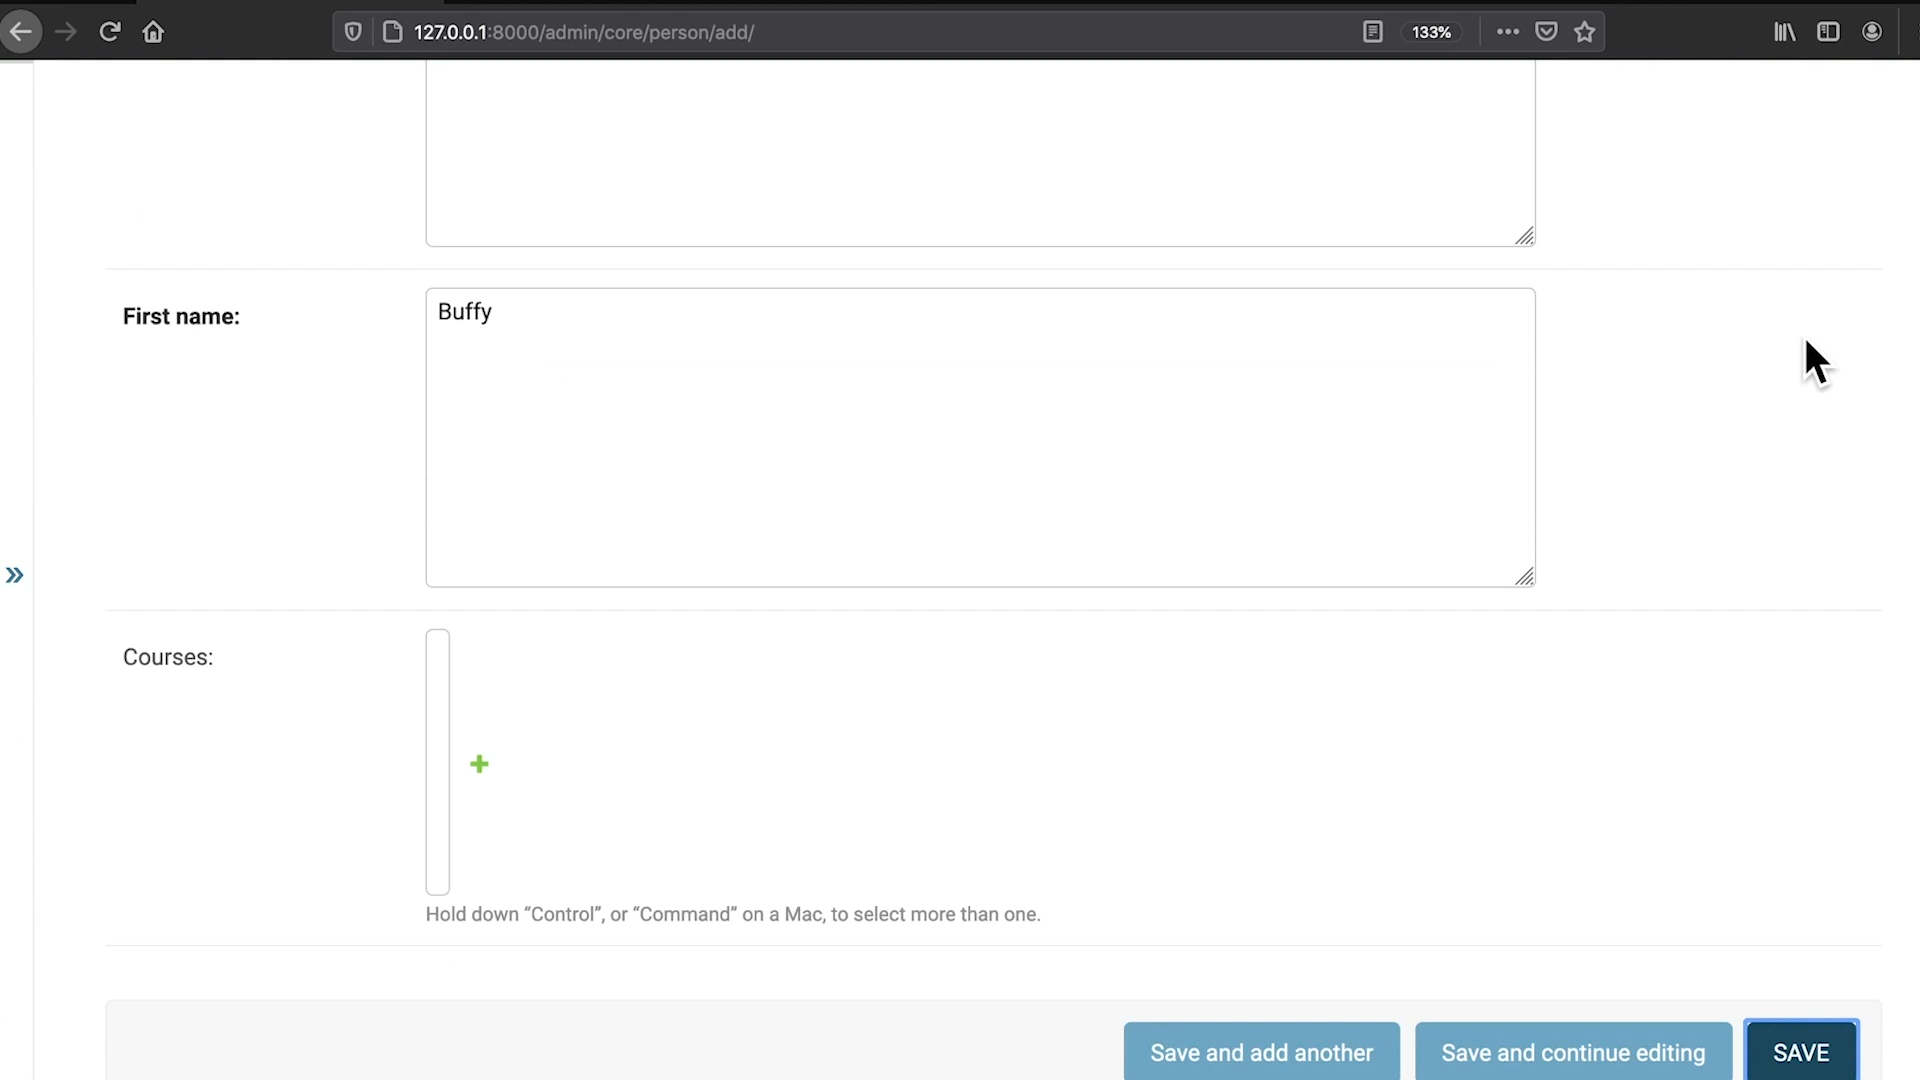 127.0.0.1:8000/admin/core/person/add/
133%
First name:
Buffy
Courses:
Hold down “Control”, or “Command” on a Mac, to select more than one.
Save and add another
Save and continue editing
SAVE